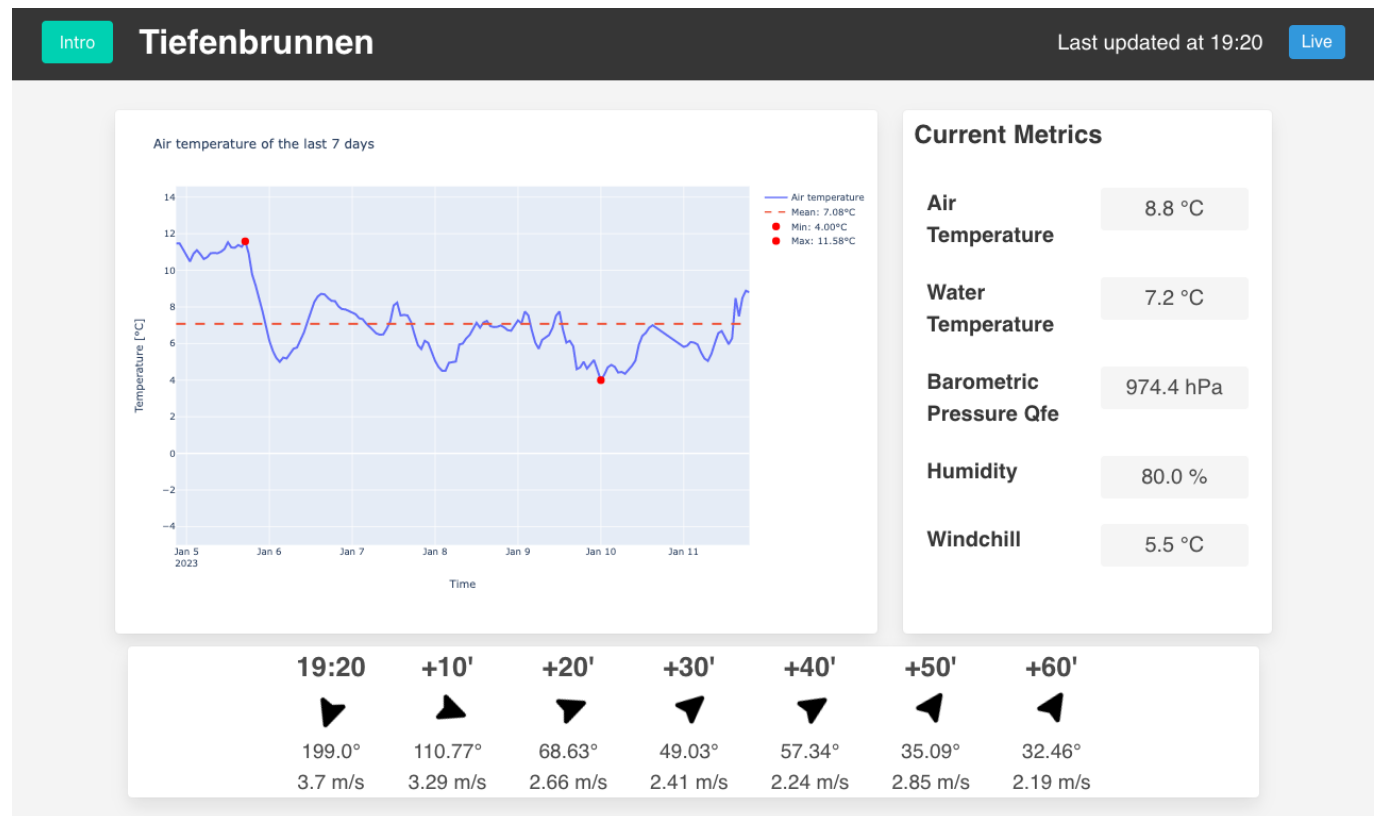 Intro
Tiefenbrunnen
Last updated at 19:20
Live
Air temperature of the last 7 days
14
12
10
8
6
4
2
0
−2
−4
Temperature [°C]
Jan 5
2023
Jan 6
Jan 7
Jan 8
Jan 9
Jan 10
Jan 11
Time
Air temperature
Mean: 7.08°C
Min: 4.00°C
Max: 11.58°C
Current Metrics
Air
Temperature
8.8 °C
Water
Temperature
7.2 °C
Barometric
Pressure Qfe
974.4 hPa
Humidity
80.0 %
Windchill
5.5 °C
19:20 +10' +20' +30' +40' +50' +60'
199.0° 110.77° 68.63° 49.03° 57.34° 35.09° 32.46°
3.7 m/s 3.29 m/s 2.66 m/s 2.41 m/s 2.24 m/s 2.85 m/s 2.19 m/s